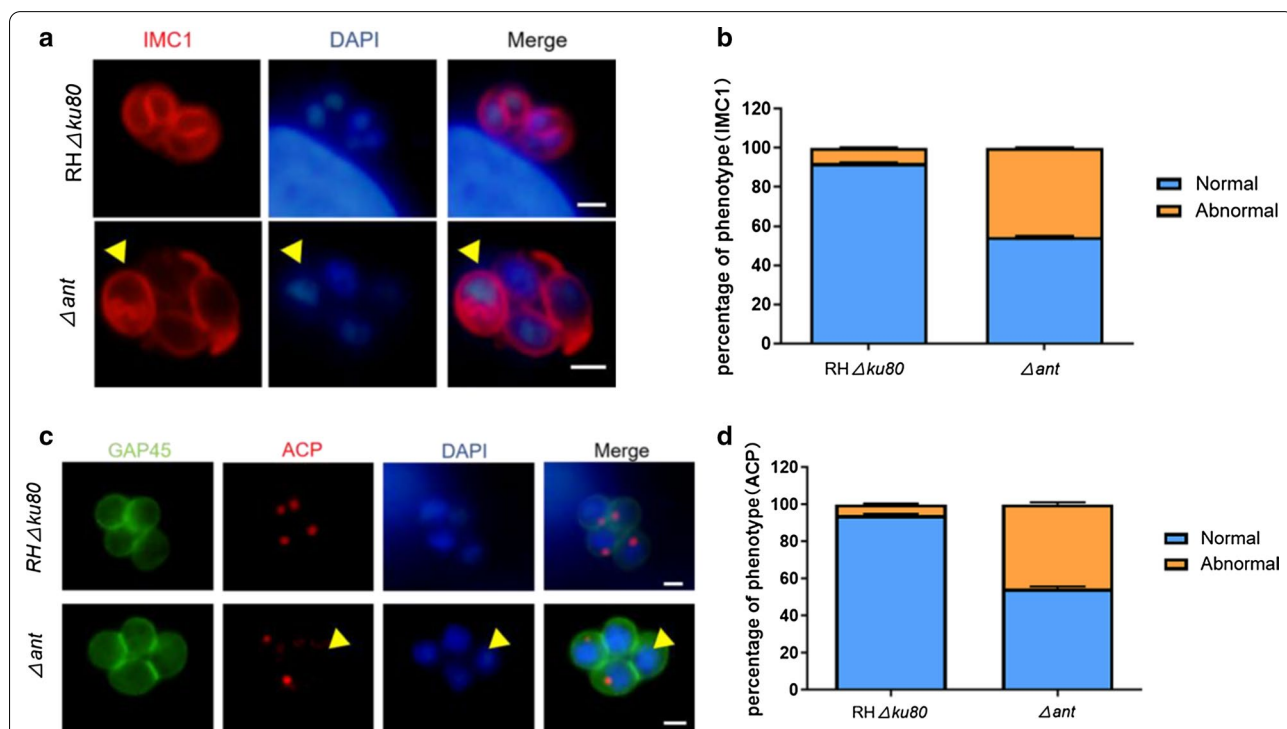 a
IMC1 DAPI Merge
RH⊿ku80
⊿ant
b
percentage of phenotype(IMC1)
120
100
80
60
40
20
0
RH⊿ku80 ⊿ant
Normal
Abnormal
c
GAP45 ACP DAPI Merge
RH⊿ku80
⊿ant
d
percentage of phenotype(ACP)
120
100
80
60
40
20
0
RH⊿ku80 ⊿ant
Normal
Abnormal